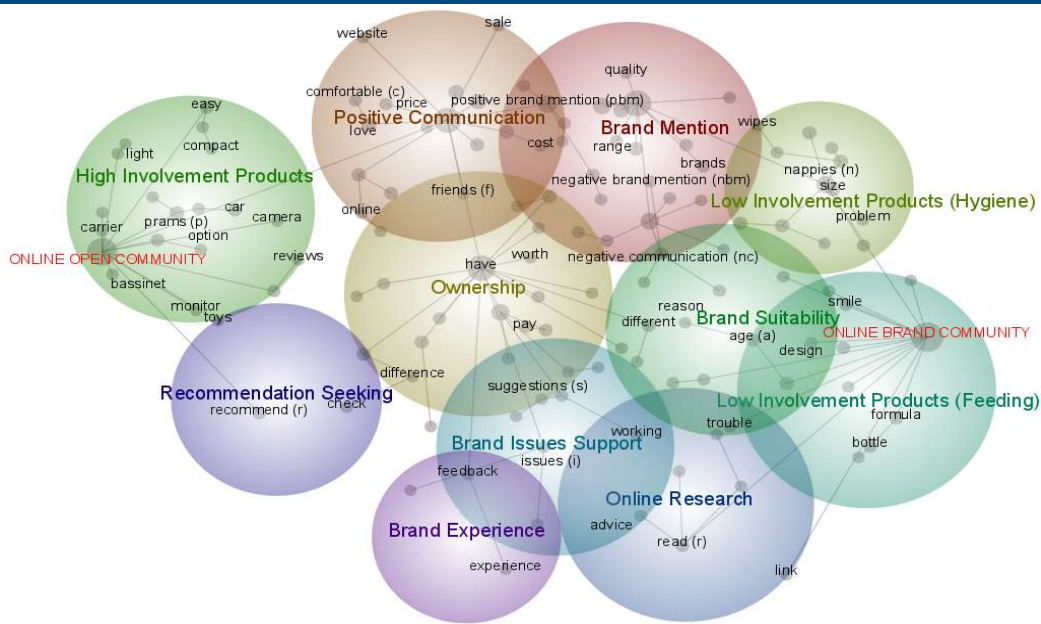 website
sale
quality
comfortable (c)
price
positive brand mention (pbm)
easy
Positive Communication
Brand Mention
love
wipes
light
compact
cost
range
brands
nappies (n)
High Involvement Products
negative brand mention (nbm)
size
friends (f)
Low Involvement Products (Hygiene)
online
car
prams (p)
camera
problem
carrier
option
ONLINE OPEN COMMUNITY
reviews
worth
negative communication (nc)
have
bassinet
Ownership
monitor
toys
reason
smile
pay
different
Brand Suitability
age (a)
ONLINE BRAND COMMUNITY
design
difference
suggestions (s)
Recommendation Seeking
check
recommend (r)
Low Involvement Products (Feeding)
formula
trouble
working
Brand Issues Support
bottle
issues (i)
feedback
Online Research
Brand Experience
advice
read (r)
experience
link